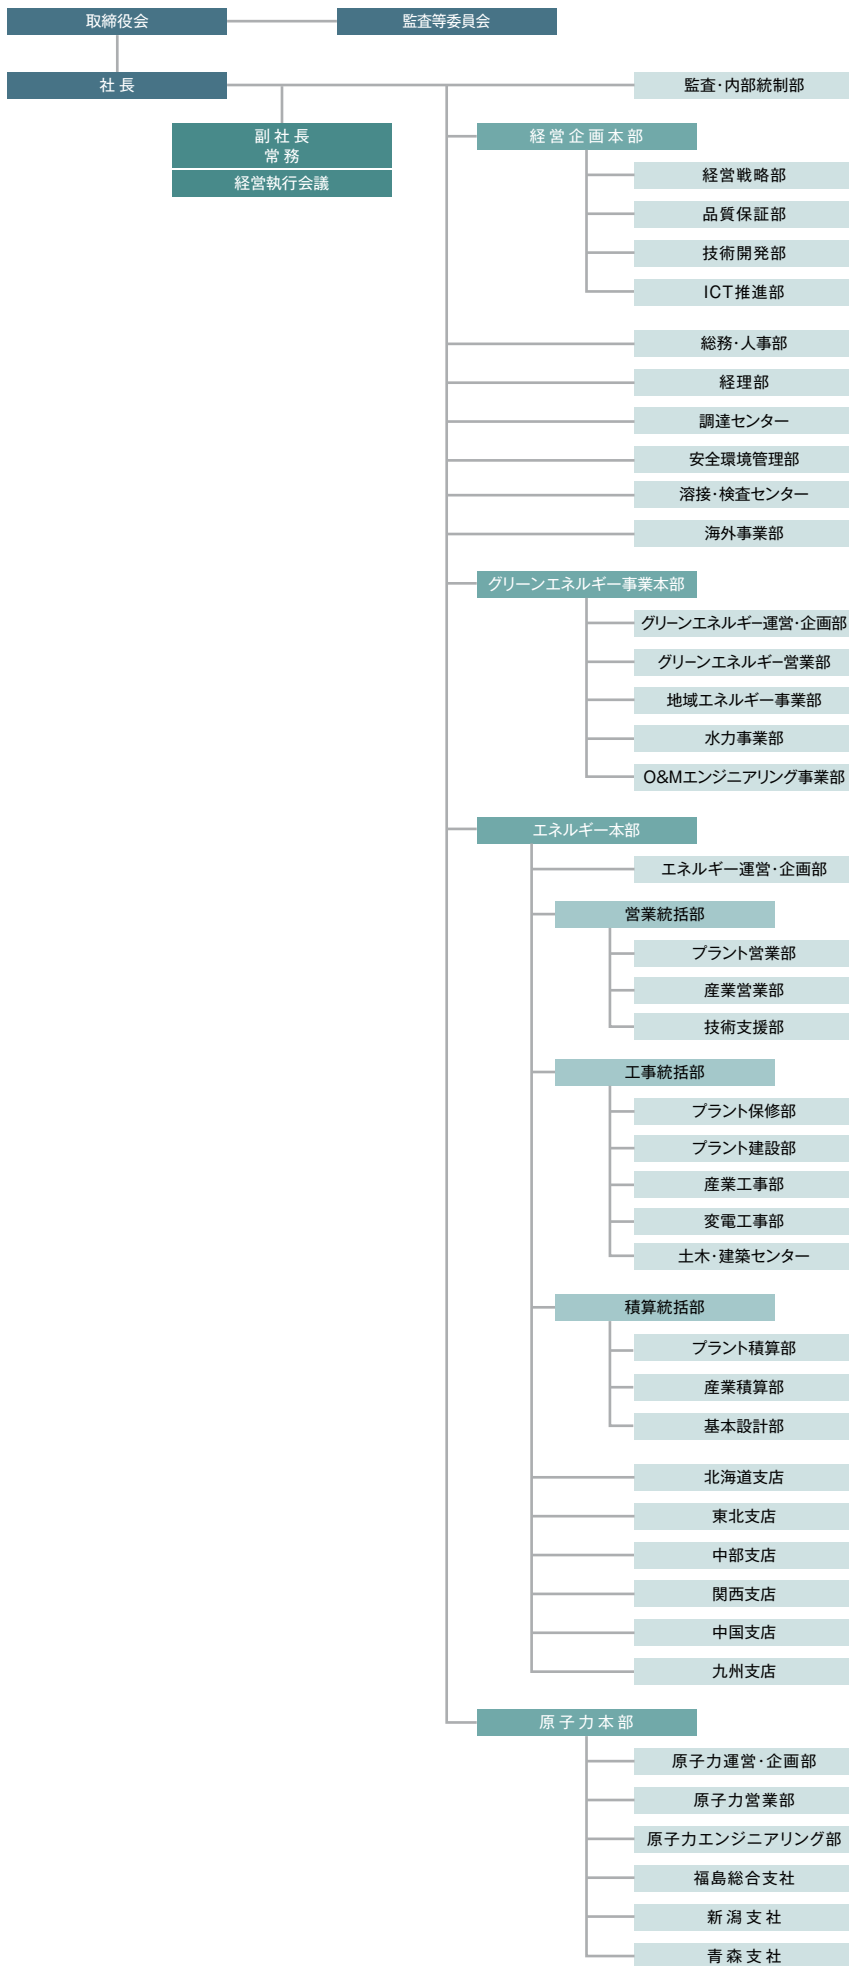 取締役会
監査等委員会
社長
監査・内部統制部
副社長
常務
経営執行会議
経営企画本部
経営戦略部
品質保証部
技術開発部
ICT推進部
総務・人事部
経理部
調達センター
安全環境管理部
溶接・検査センター
海外事業部
グリーンエネルギー事業本部
グリーンエネルギー運営・企画部
グリーンエネルギー営業部
地域エネルギー事業部
水力事業部
O&Mエンジニアリング事業部
エネルギー本部
エネルギー運営・企画部
営業統括部
プラント営業部
産業営業部
技術支援部
工事統括部
プラント保修部
プラント建設部
産業工事部
変電工事部
土木・建築センター
積算統括部
プラント積算部
産業積算部
基本設計部
北海道支店
東北支店
中部支店
関西支店
中国支店
九州支店
原子力本部
原子力運営・企画部
原子力営業部
原子力エンジニアリング部
福島総合支社
新潟支社
青森支社